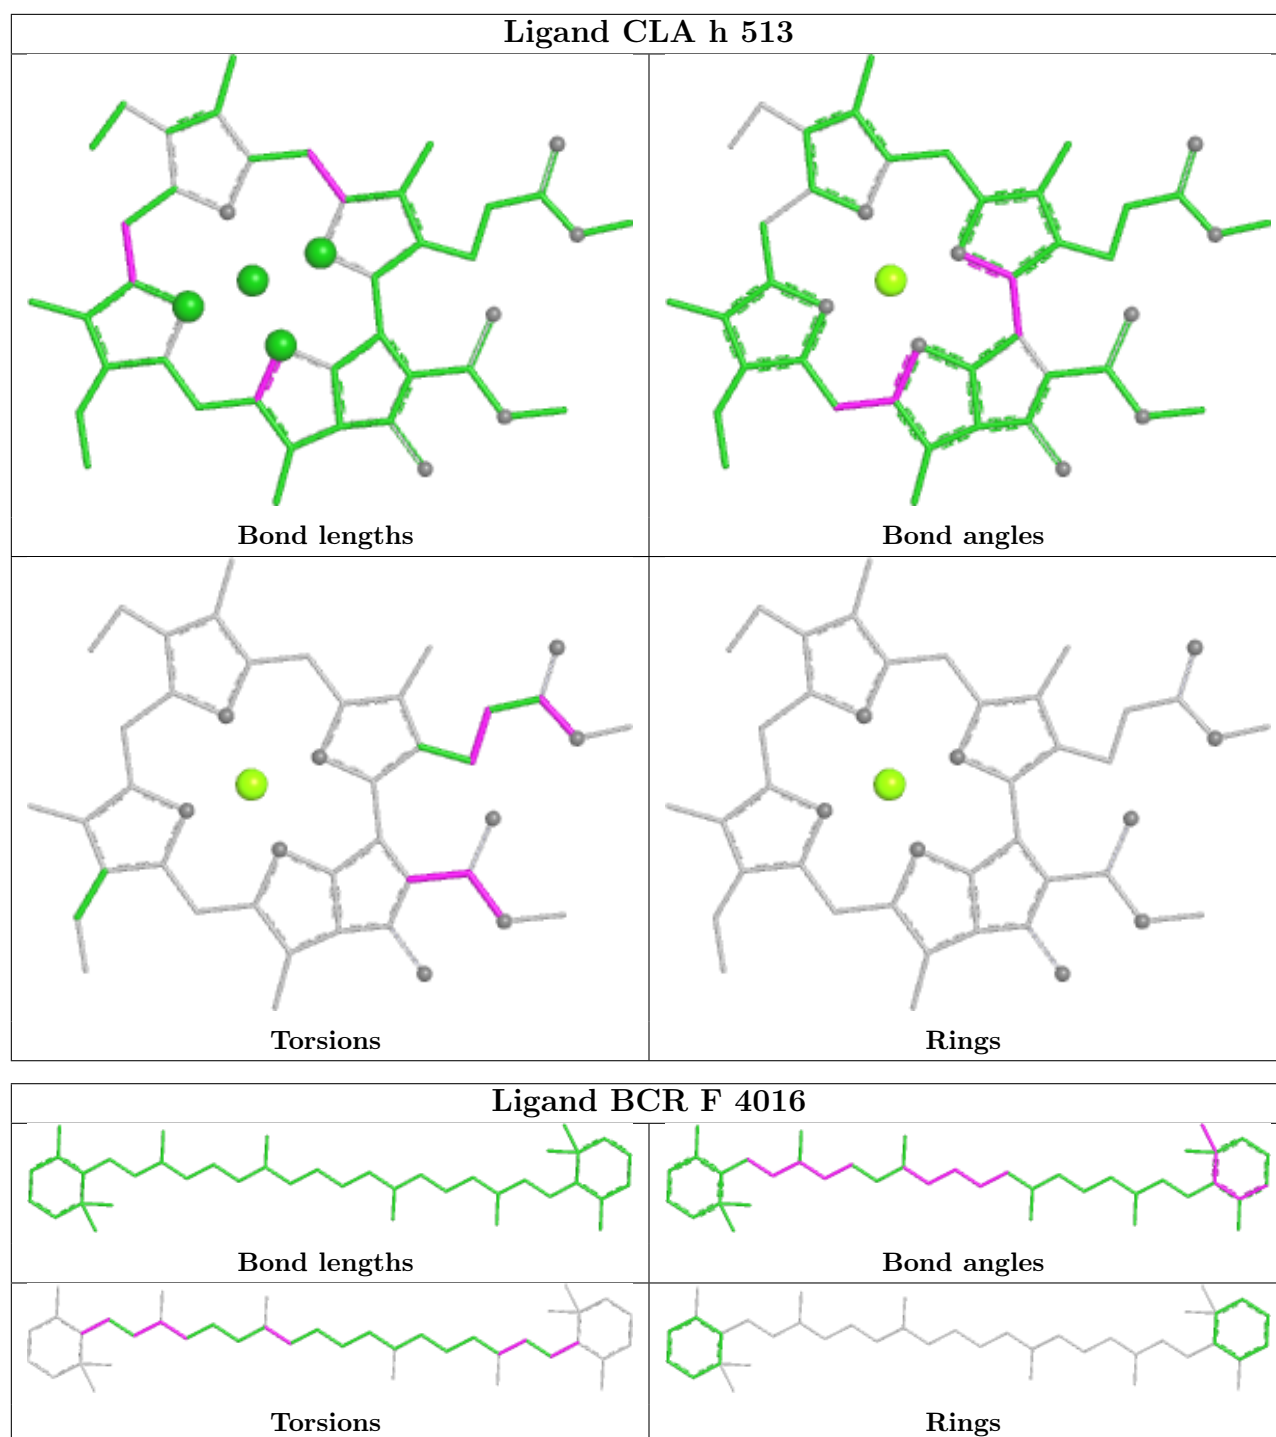 Ligand CLA h 513
Bond lengths
Bond angles
Torsions
Rings
Ligand BCR F 4016
Bond lengths
Bond angles
Torsions
Rings